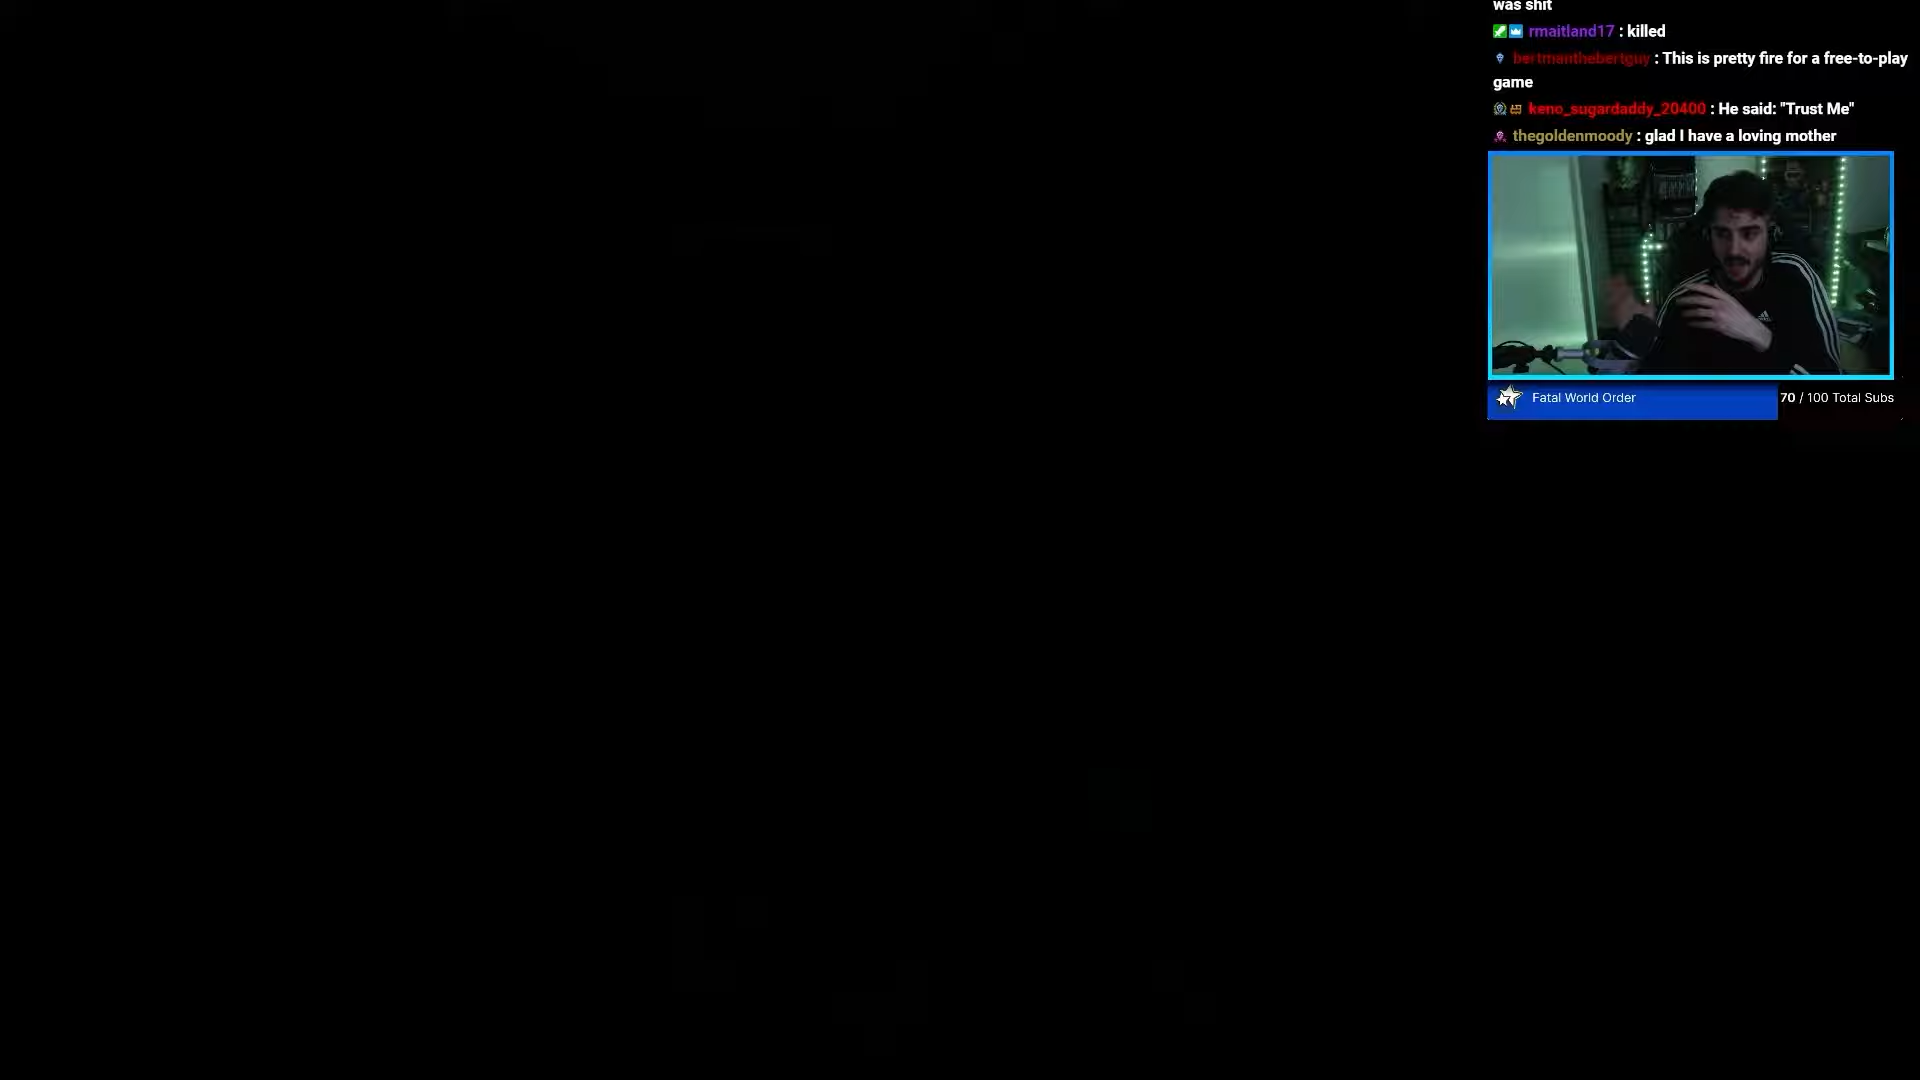 was shit
rmaitland17 : killed
bertmanthebertguy : This is pretty fire for a free-to-play
game
keno_sugardaddy_20400 : He said: "Trust Me"
thegoldenmoody : glad I have a loving mother
Fatal World Order
70 / 100 Total Subs